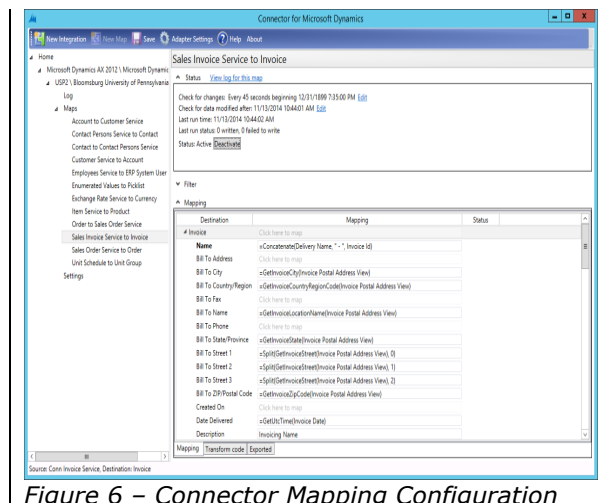 Connector for Microsoft Dynamics
New Integration New Map Save Adapter Settings Help About
Home
Microsoft Dynamics AX 2012 \ Microsoft Dynamic
USP2 \ Bloomsburg University of Pennsylvania
Log
Maps
Account to Customer Service
Contact Persons Service to Contact
Contact to Contact Persons Service
Customer Service to Account
Employees Service to ERP System User
Enumerated Values to Picklist
Exchange Rate Service to Currency
Item Service to Product
Order to Sales Order Service
Sales Invoice Service to Invoice
Sales Order Service to Order
Unit Schedule to Unit Group
Settings
Sales Invoice Service to Invoice
Status View log for this map
Check for changes: Every 45 seconds beginning 12/31/1899 7:35:00 PM Edit
Check for data modified after: 11/13/2014 10:44:01 AM Edit
Last run time: 11/13/2014 10:44:02 AM
Last run status: 0 written, 0 failed to write
Status: Active Deactivate
Filter
Mapping
Destination Mapping Status
Invoice Click here to map
Name =Concatenate(Delivery Name, " - ", Invoice Id)
Bill To Address Click here to map
Bill To City =GetInvoiceCity(Invoice Postal Address View)
Bill To Country/Region =GetInvoiceCountryRegionCode(Invoice Postal Address View)
Bill To Fax Click here to map
Bill To Name =GetInvoiceLocationName(Invoice Postal Address View)
Bill To Phone Click here to map
Bill To State/Province =GetInvoiceState(Invoice Postal Address View)
Bill To Street 1 =Split(GetInvoiceStreet(Invoice Postal Address View), 0)
Bill To Street 2 =Split(GetInvoiceStreet(Invoice Postal Address View), 1)
Bill To Street 3 =Split(GetInvoiceStreet(Invoice Postal Address View), 2)
Bill To ZIP/Postal Code =GetInvoiceZipCode(Invoice Postal Address View)
Created On Click here to map
Date Delivered =GetUtcTime(Invoice Date)
Description Invoicing Name
Mapping Transform code Exported
Source: Conn Invoice Service, Destination: Invoice
Figure 6 – Connector Mapping Configuration